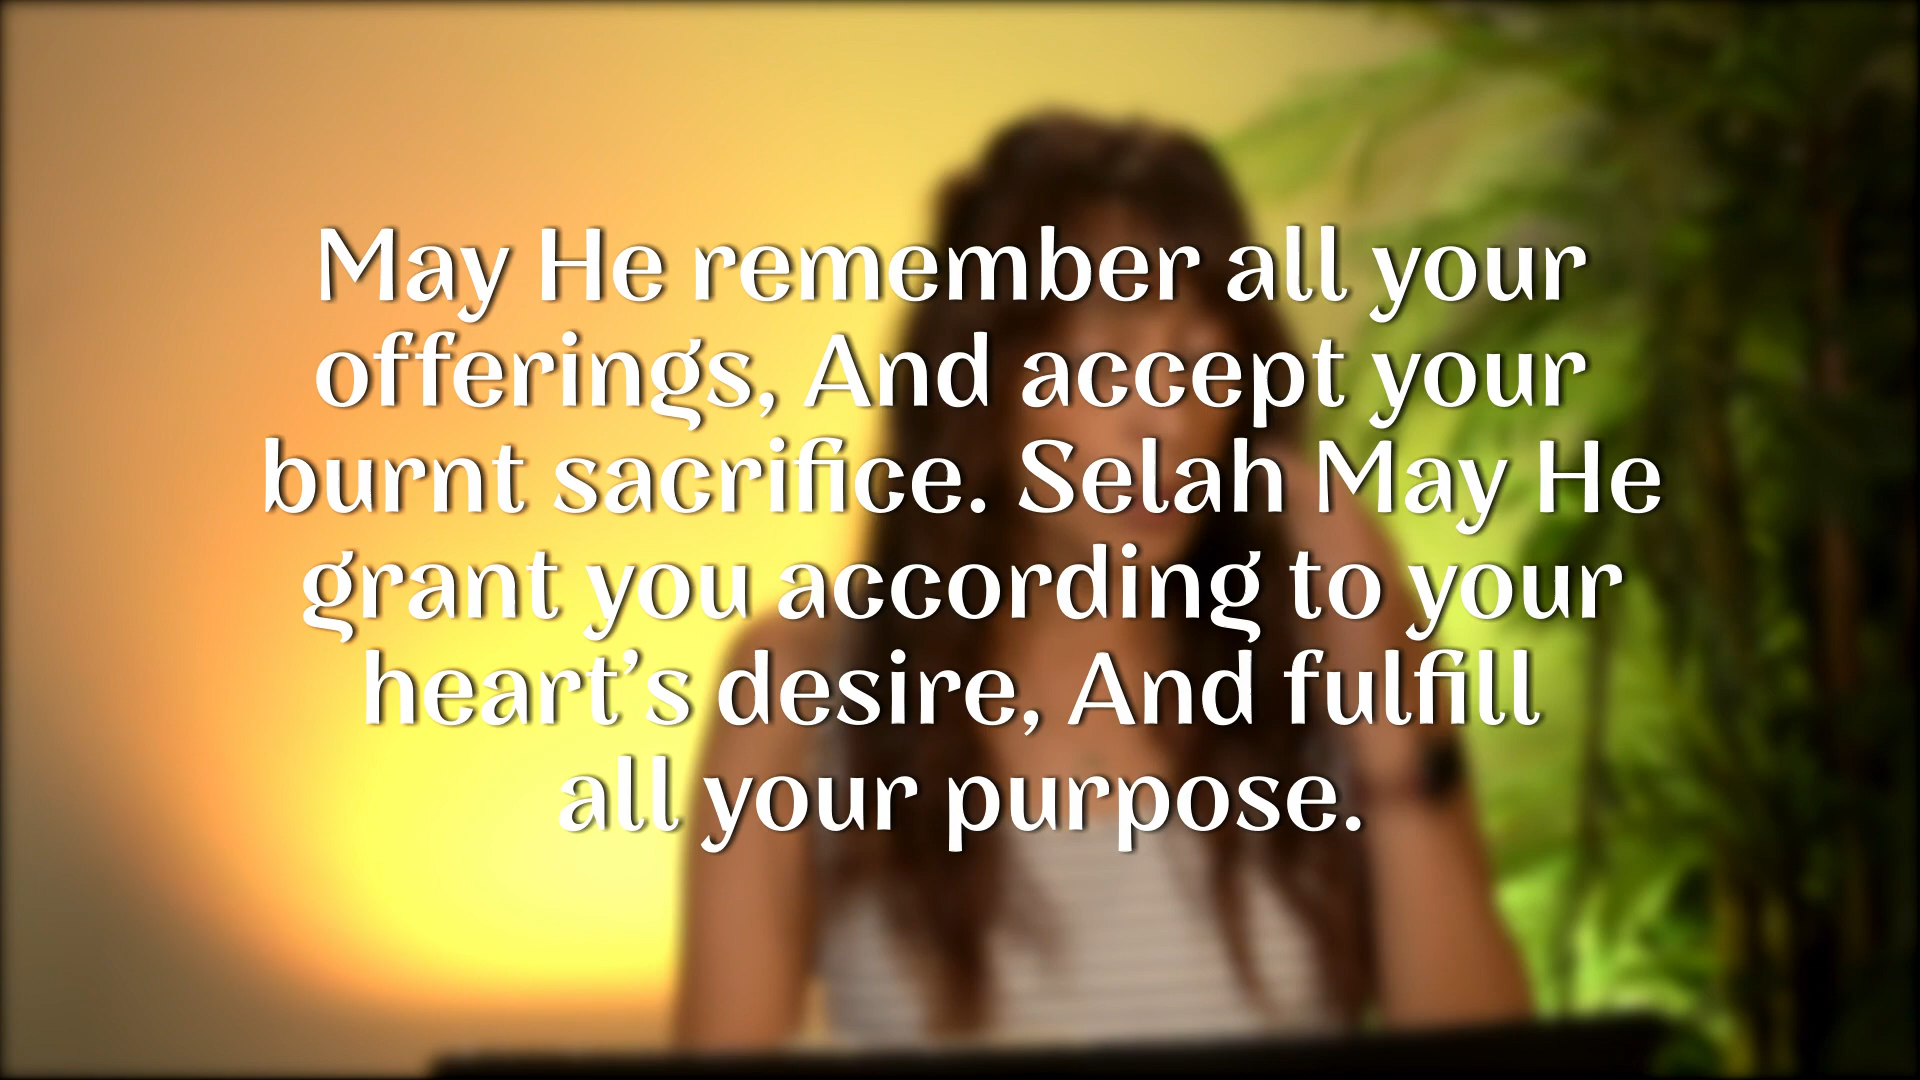 May He remember all your
offerings, And accept your
burnt sacrifice. Selah May He
grant you according to your
heart’s desire, And fulfill
all your purpose.